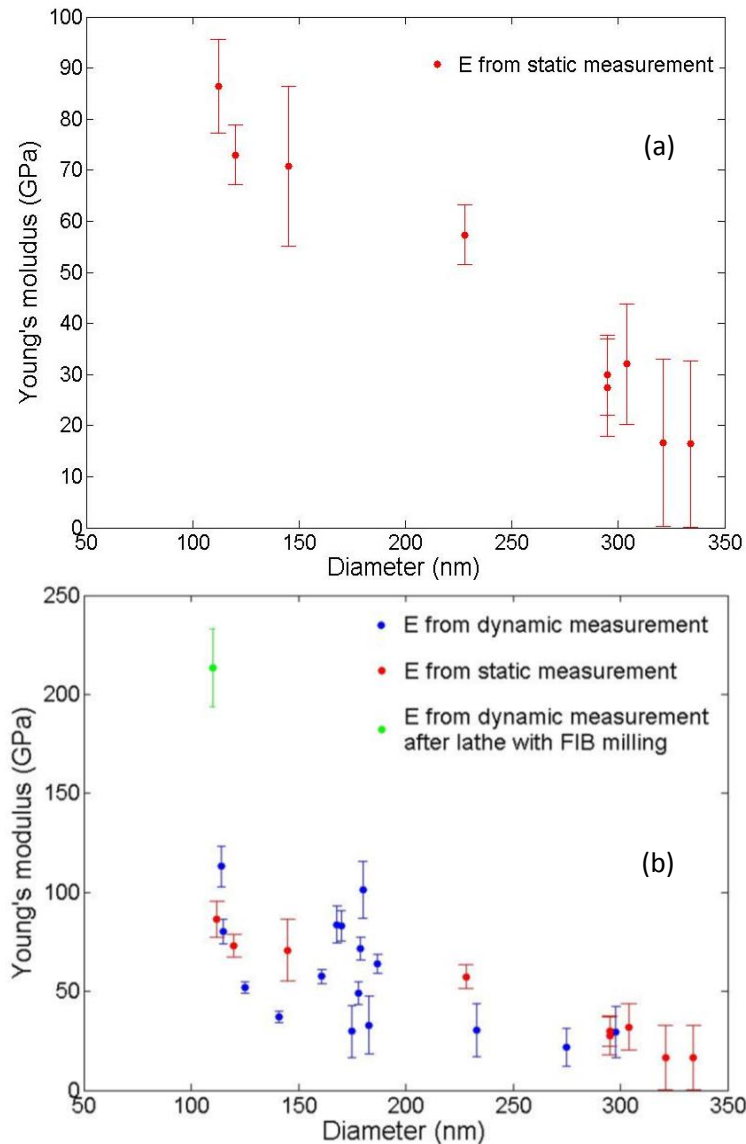 100
90
80
70
60
50
40
30
20
10
0
Young's moludus (GPa)
E from static measurement
(a)
50 100 150 200 250 300 350
Diameter (nm)
250
200
150
100
50
0
Young's modulus (GPa)
E from dynamic measurement
E from static measurement
E from dynamic measurement
after lathe with FIB milling
(b)
50 100 150 200 250 300 350
Diameter (nm)